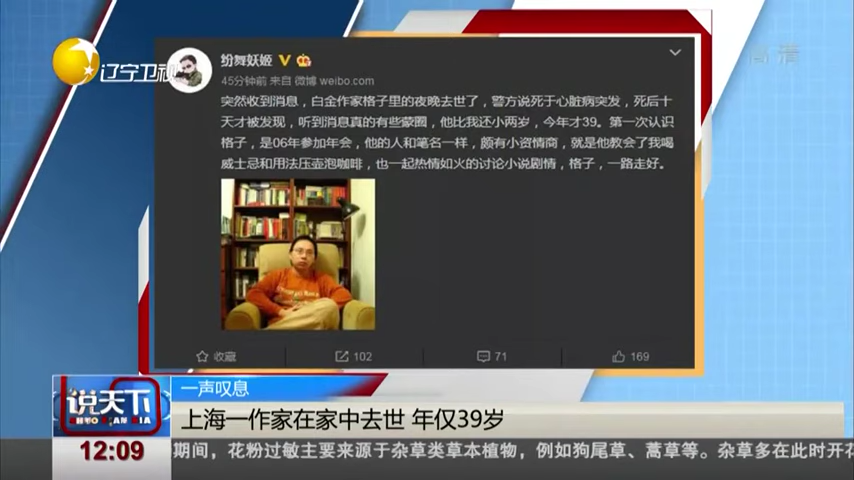 辽宁卫视
高清
纷舞妖姬
45分钟前 来自 微博 weibo.com
突然收到消息，白金作家格子里的夜晚去世了，警方说死于心脏病突发，死后十
天才被发现，听到消息真的有些蒙圈，他比我还小两岁，今年才39。第一次认识
格子，是06年参加年会，他的人和笔名一样，颇有小资情商，就是他教会了我喝
威士忌和用法压壶泡咖啡，也一起热情如火的讨论小说剧情，格子，一路走好。
收藏
102
71
169
一声叹息
说天下
SHUO TIAN XIA
上海一作家在家中去世 年仅39岁
12:09
期间，花粉过敏主要来源于杂草类草本植物，例如狗尾草、蒿草等。杂草多在此时开花